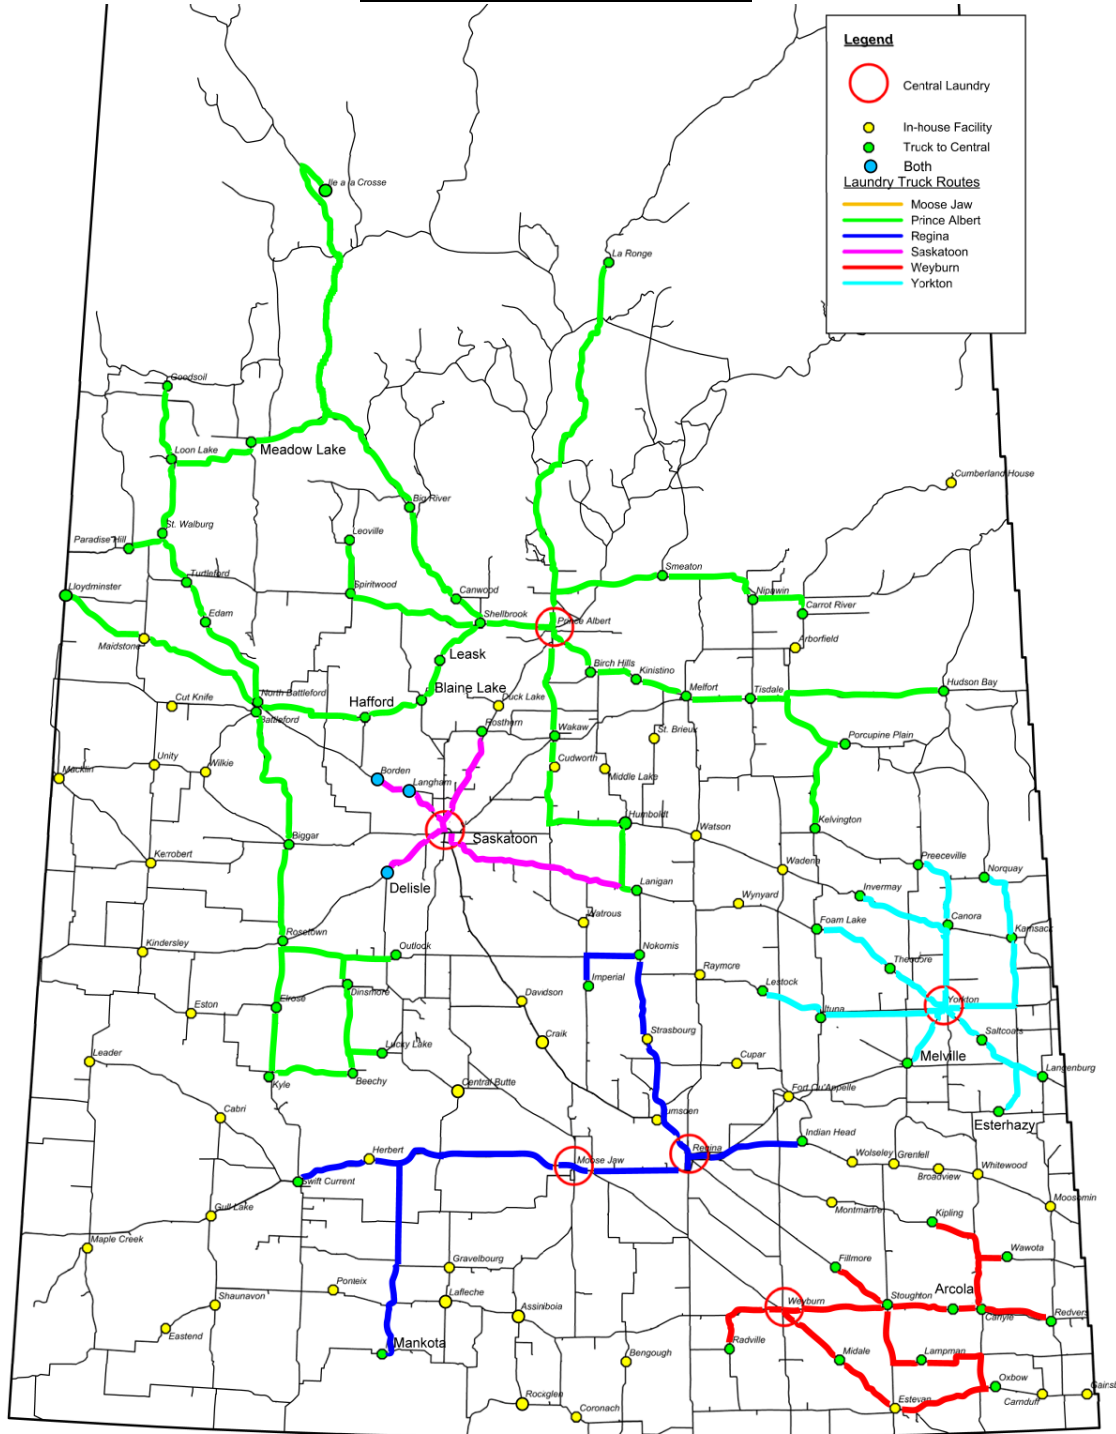 Legend
Central Laundry
In-house Facility
Truck to Central
Both
Laundry Truck Routes
Moose Jaw
Prince Albert
Regina
Saskatoon
Weyburn
Yorkton
Ile a la Crosse
La Ronge
Goodsoil
Meadow Lake
Loon Lake
Cumberland House
Big River
St. Walburg
Leoville
Paradise Hill
Smeaton
Turtleford
Lloydminster
Spiritwood
Canwood
Nipawin
Carrot River
Edam
Shellbrook
Prince Albert
Maidstone
Arborfield
Leask
Birch Hills
Kinistino
Blaine Lake
Hudson Bay
North Battleford
Cut Knife
Hafford
Duck Lake
Melfort
Tisdale
Battleford
Rosthern
Wakaw
St. Brieux
Porcupine Plain
Unity
Wilkie
Cudworth
Macklin
Borden
Langham
Middle Lake
Humboldt
Kelvington
Biggar
Saskatoon
Watson
Kerrobert
Wadena
Preeceville
Norquay
Delisle
Lanigan
Invermay
Wynyard
Watrous
Foam Lake
Canora
Kamsack
Rosetown
Kindersley
Outlook
Nokomis
Theodore
Raymore
Imperial
Dinsmore
Lestock
Eston
Elrose
Davidson
Yorkton
Ituna
Craik
Strasbourg
Saltcoats
Leader
Lucky Lake
Cupar
Melville
Kyle
Beechy
Langenburg
Central Butte
Fort Qu'Appelle
Cabri
Lumsden
Esterhazy
Indian Head
Herbert
Moose Jaw
Regina
Wolseley
Grenfell
Broadview
Whitewood
Swift Current
Moosomin
Montmartre
Gull Lake
Kipling
Maple Creek
Wawota
Gravelbourg
Fillmore
Ponteix
Arcola
Shaunavon
Lafleche
Assiniboia
Weyburn
Stoughton
Carlyle
Redvers
Eastend
Mankota
Radville
Bengough
Midale
Lampman
Oxbow
Carnduff
Rockglen
Estevan
Coronach